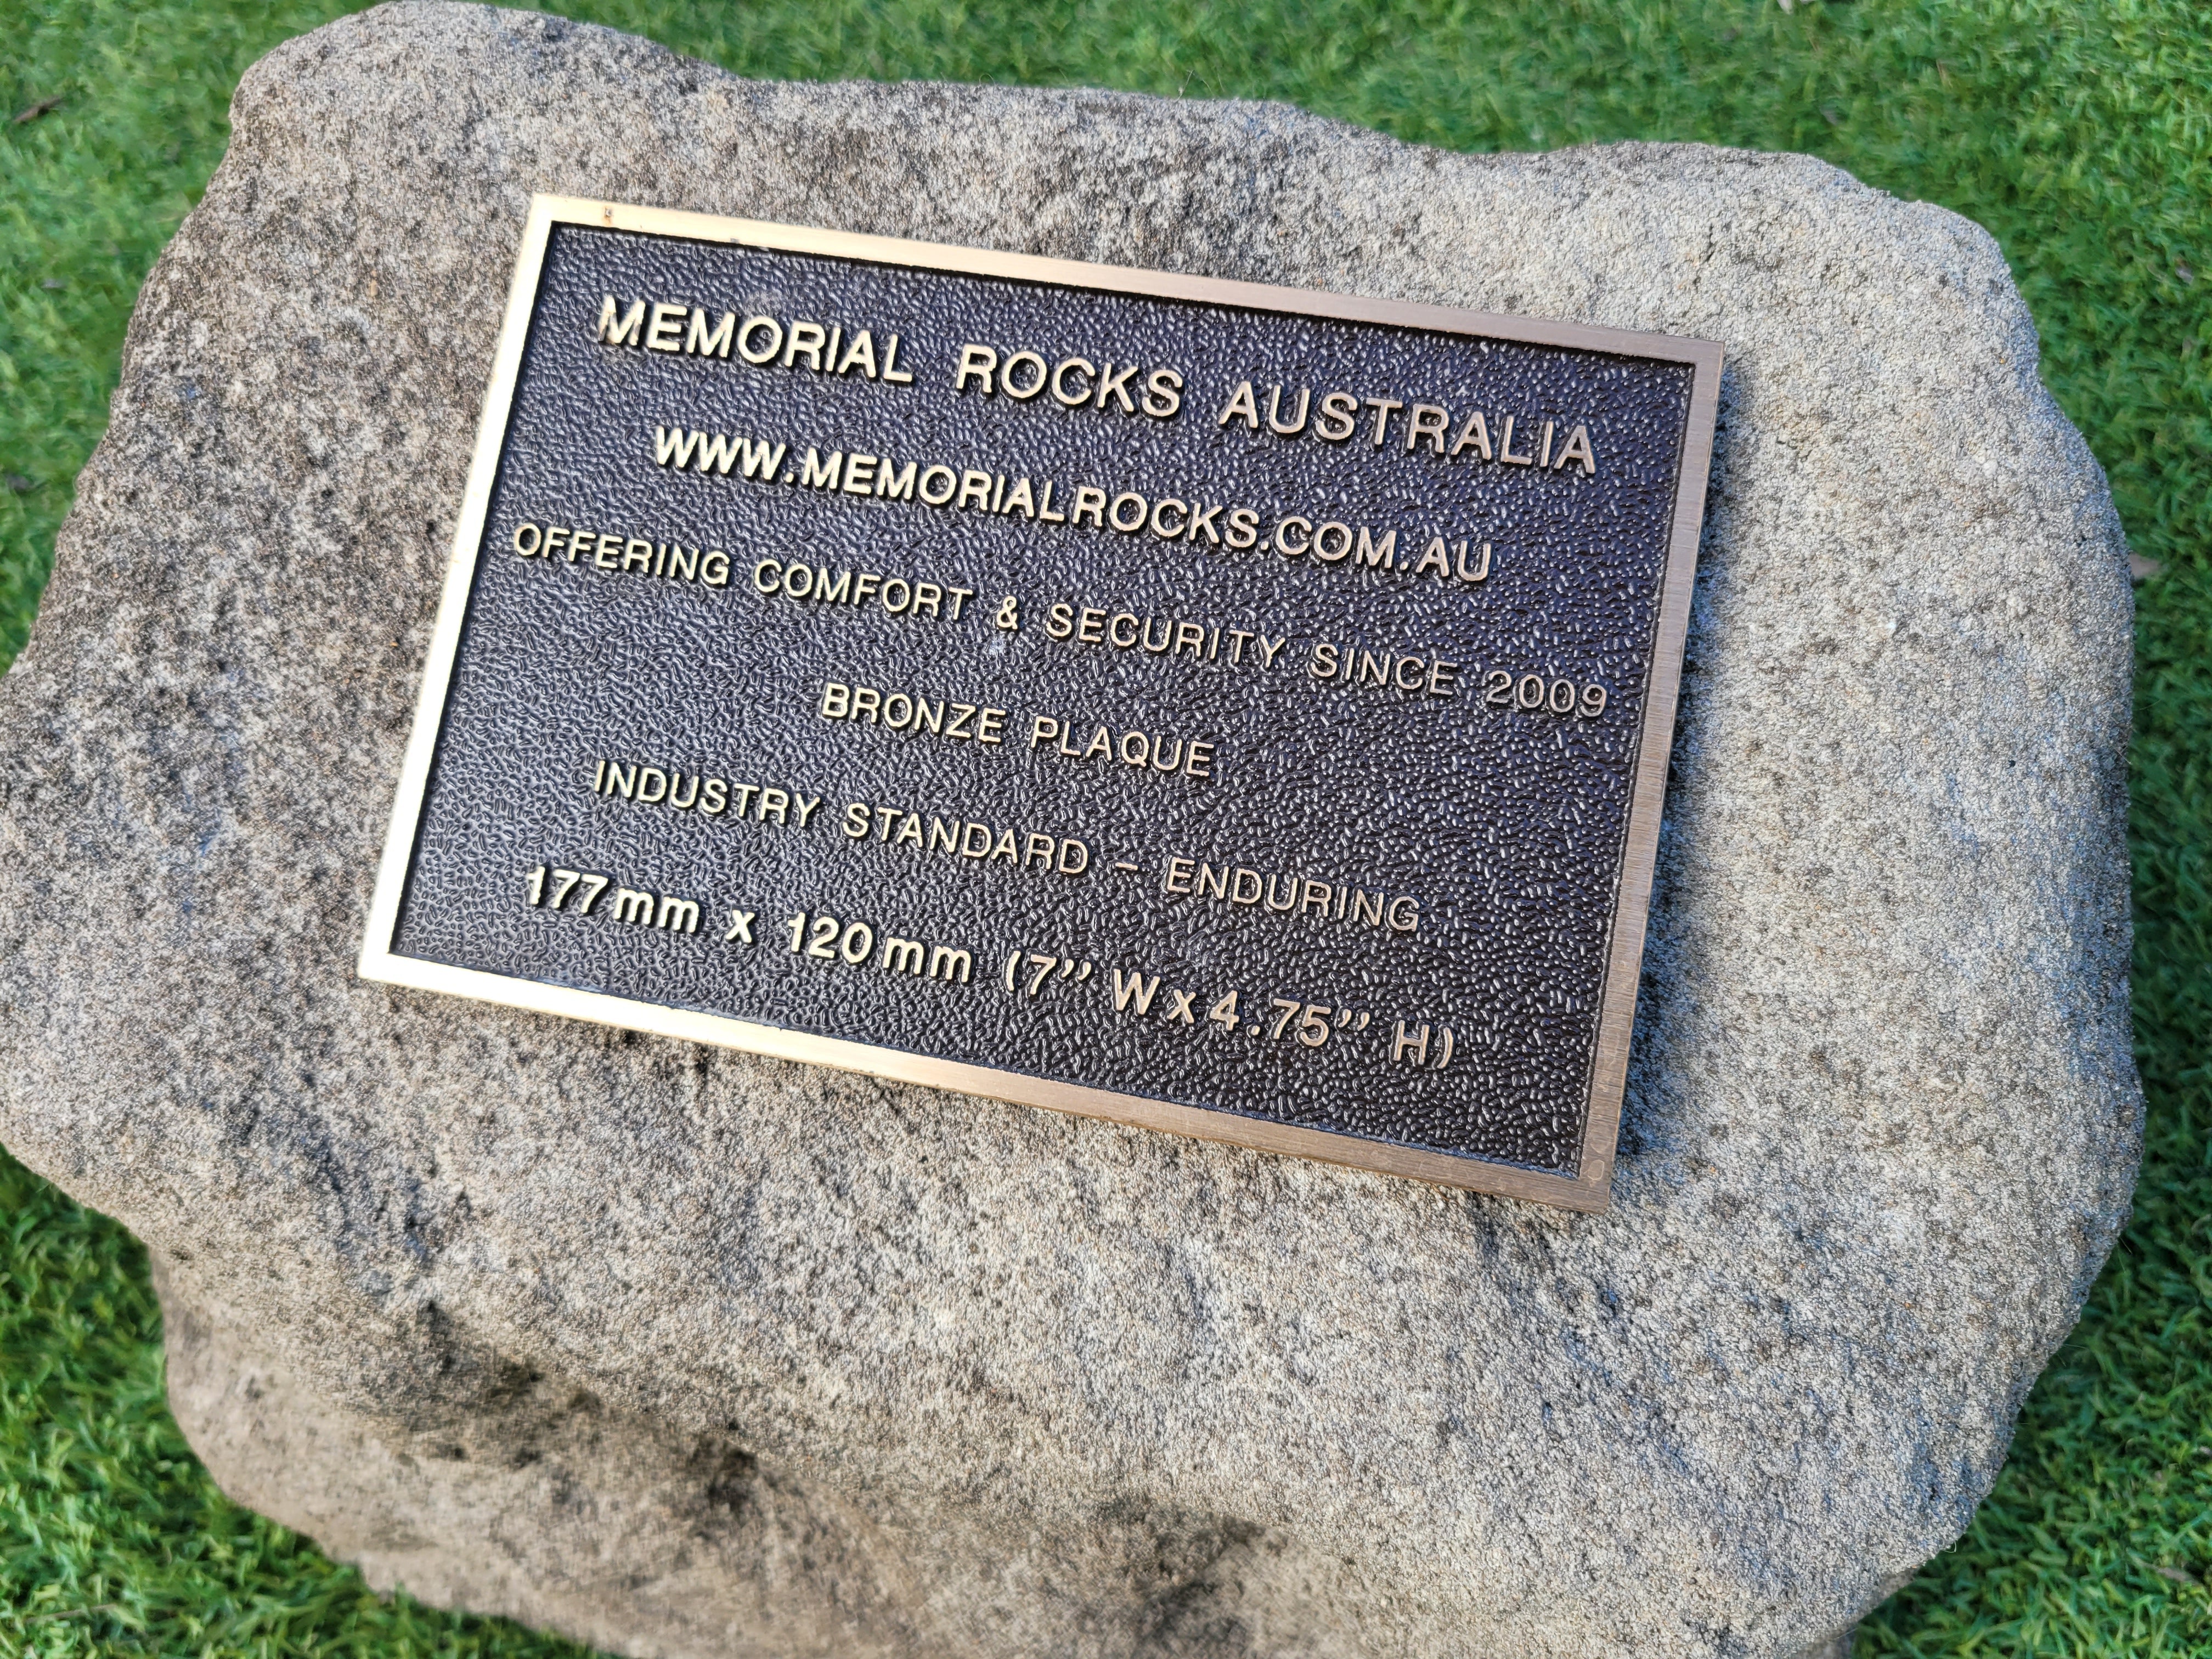 MEMORIAL ROCKS AUSTRALIA
WWW.MEMORIALROCKS.COM.AU
OFFERING COMFORT & SECURITY SINCE 2009
BRONZE PLAQUE
INDUSTRY STANDARD – ENDURING
177mm x 120mm (7” W x 4.75” H)